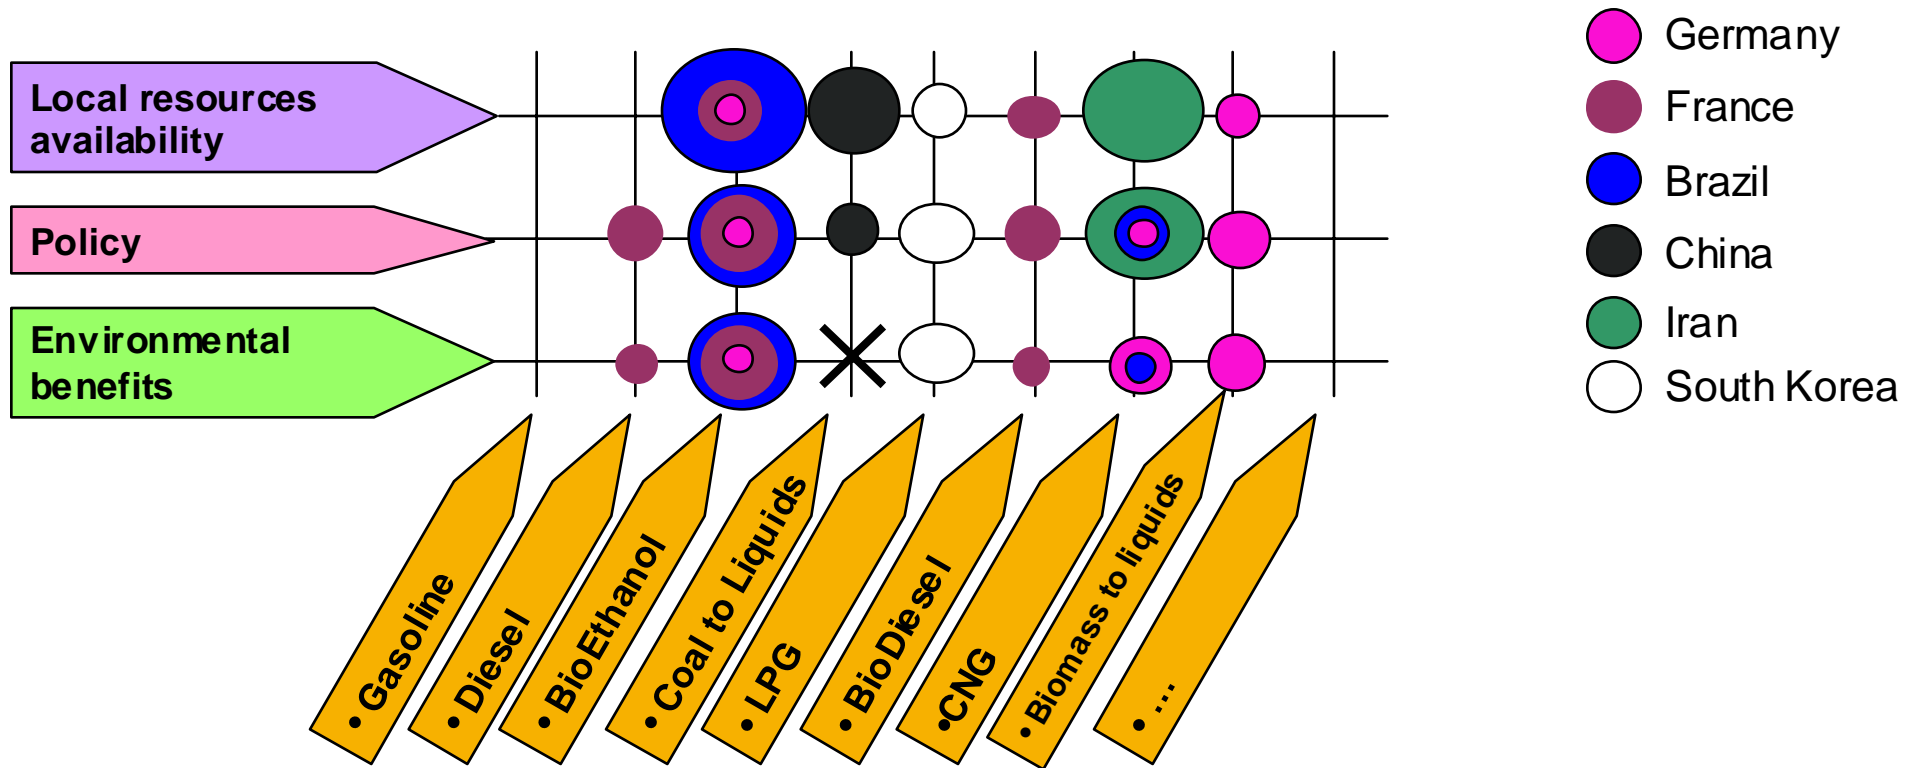 Local resources
availability
Policy
Environmental
benefits
• Gasoline
• Diesel
• BioEthanol
• Coal to Liquids
• LPG
• BioDiesel
•CNG
• Biomass to liquids
• ...
Germany
France
Brazil
China
Iran
South Korea